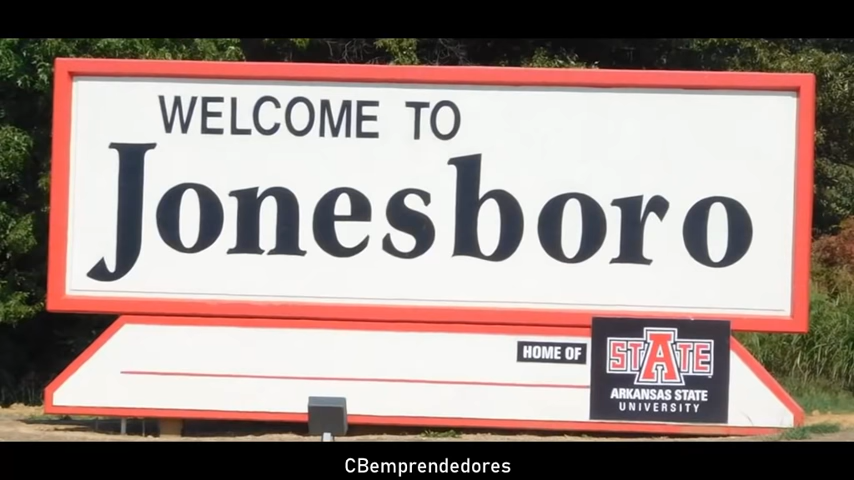 WELCOME TO
Jonesboro
HOME OF
STATE
ARKANSAS STATE
UNIVERSITY
CBemprendedores